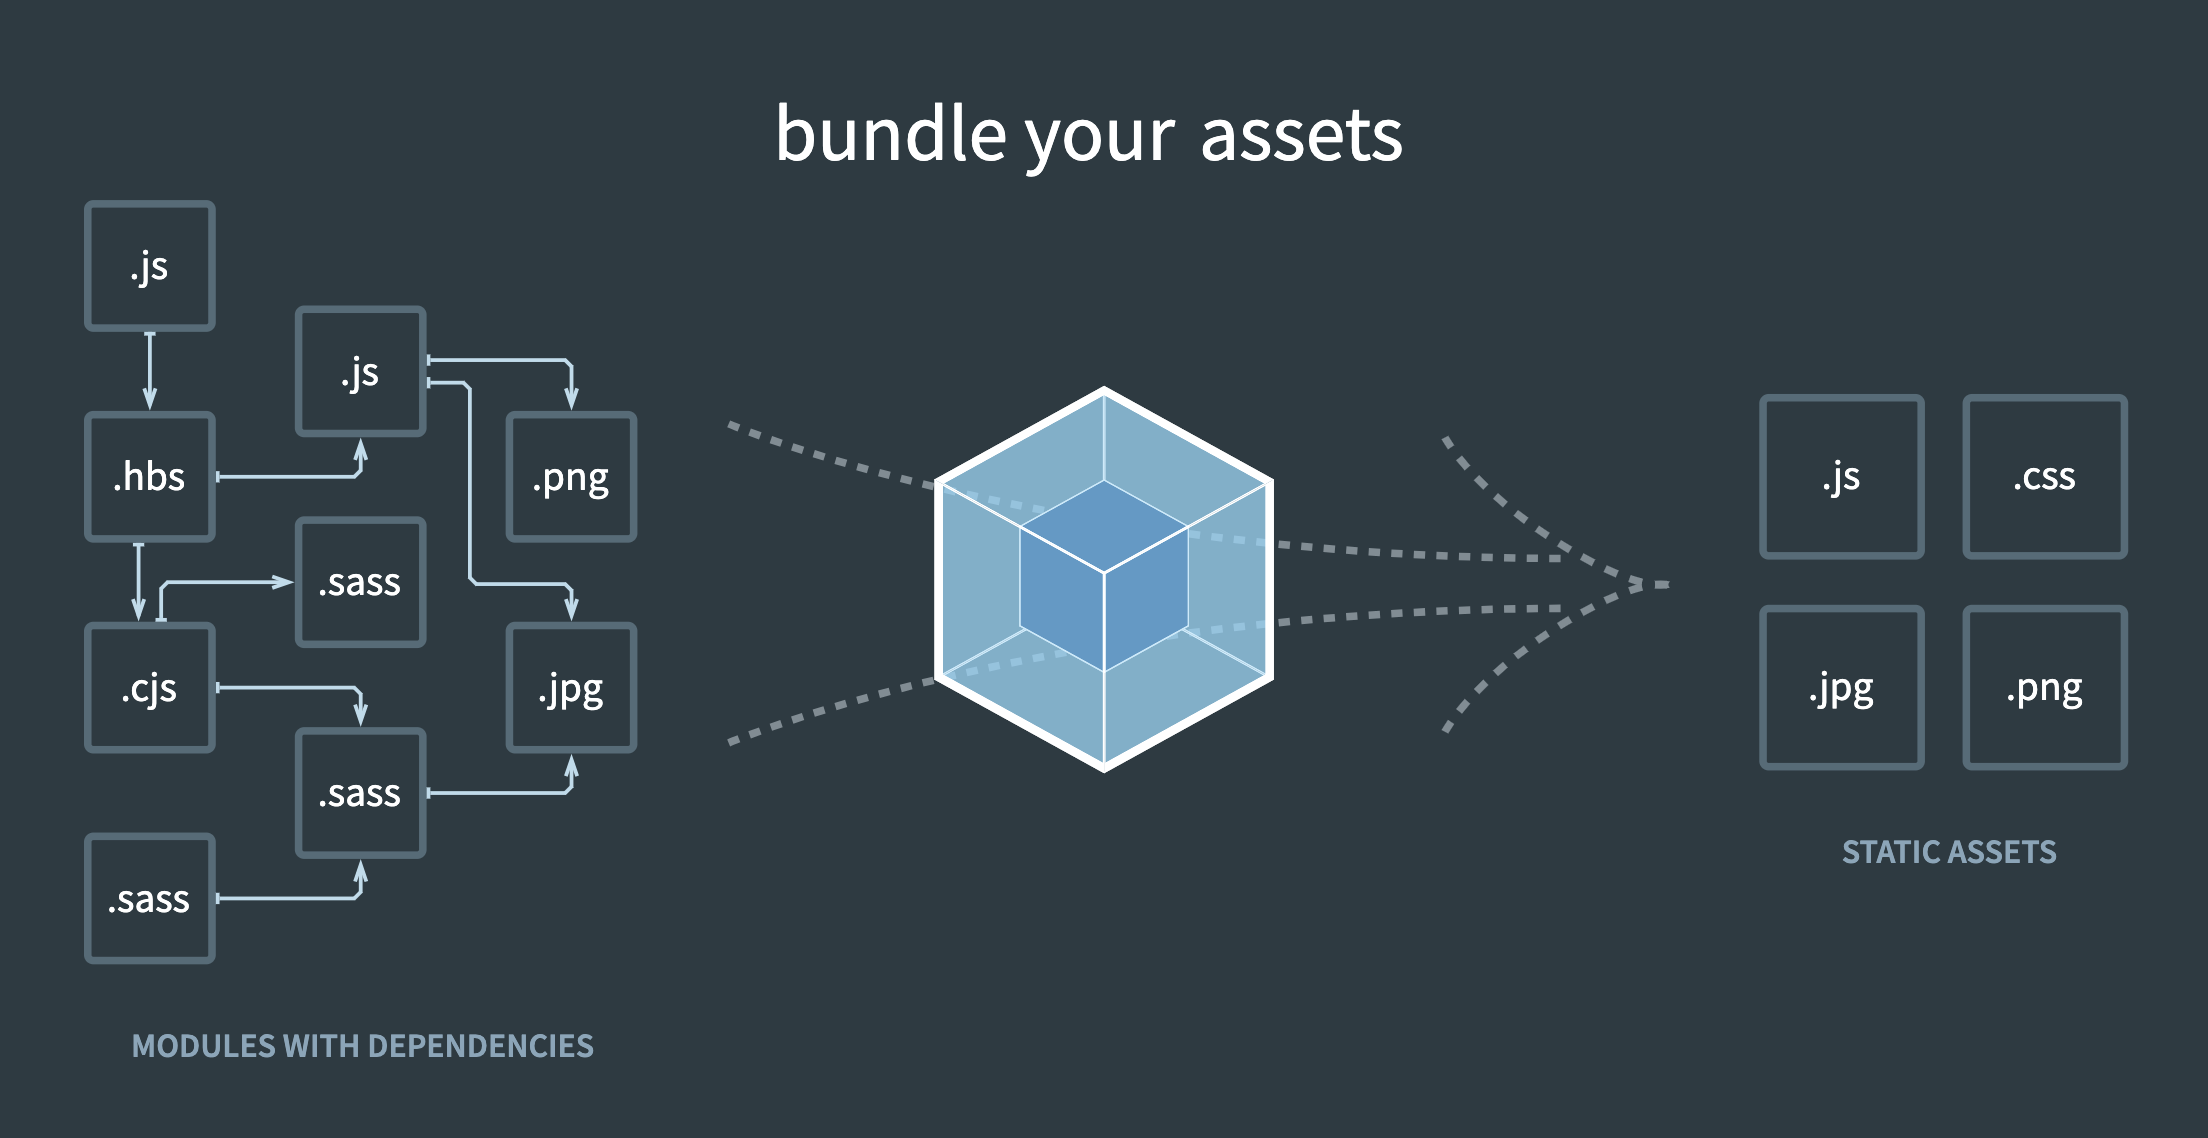 bundle your assets
.js
.js
.hbs
.png
.sass
.cjs
.jpg
.sass
.sass
MODULES WITH DEPENDENCIES
.js
.css
.jpg
.png
STATIC ASSETS